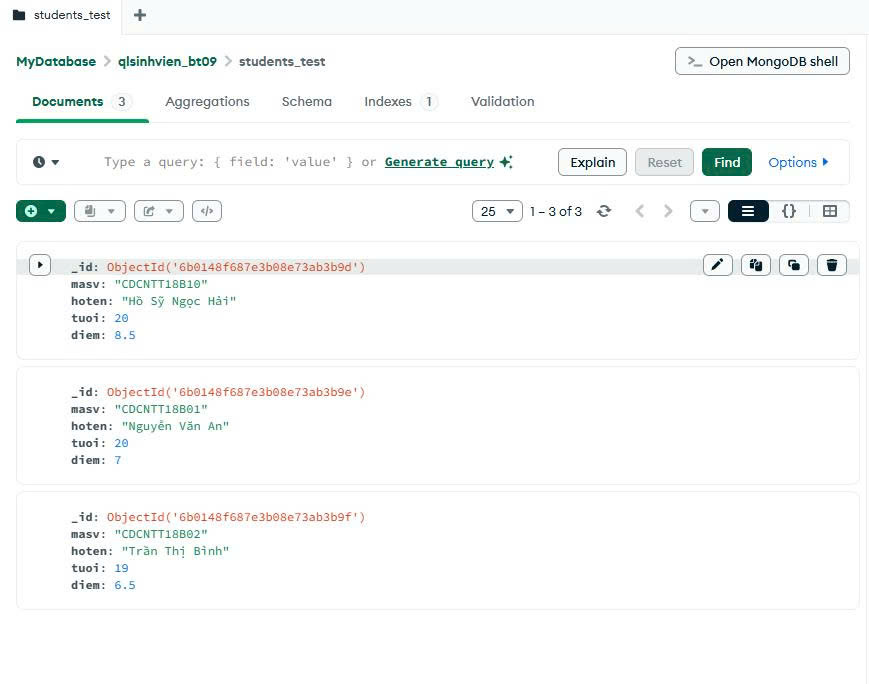 students_test
MyDatabase > qlsinhvien_bt09 > students_test
>_ Open MongoDB shell
Documents 3 Aggregations Schema Indexes 1 Validation
Type a query: { field: 'value' } or Generate query
Explain Reset Find Options
25 1 – 3 of 3 {}
</>
_id: ObjectId('6b0148f687e3b08e73ab3b9d')
masv: "CDCNTT18B10"
hoten: "Hồ Sỹ Ngọc Hải"
tuoi: 20
diem: 8.5
_id: ObjectId('6b0148f687e3b08e73ab3b9e')
masv: "CDCNTT18B01"
hoten: "Nguyễn Văn An"
tuoi: 20
diem: 7
_id: ObjectId('6b0148f687e3b08e73ab3b9f')
masv: "CDCNTT18B02"
hoten: "Trần Thị Bình"
tuoi: 19
diem: 6.5